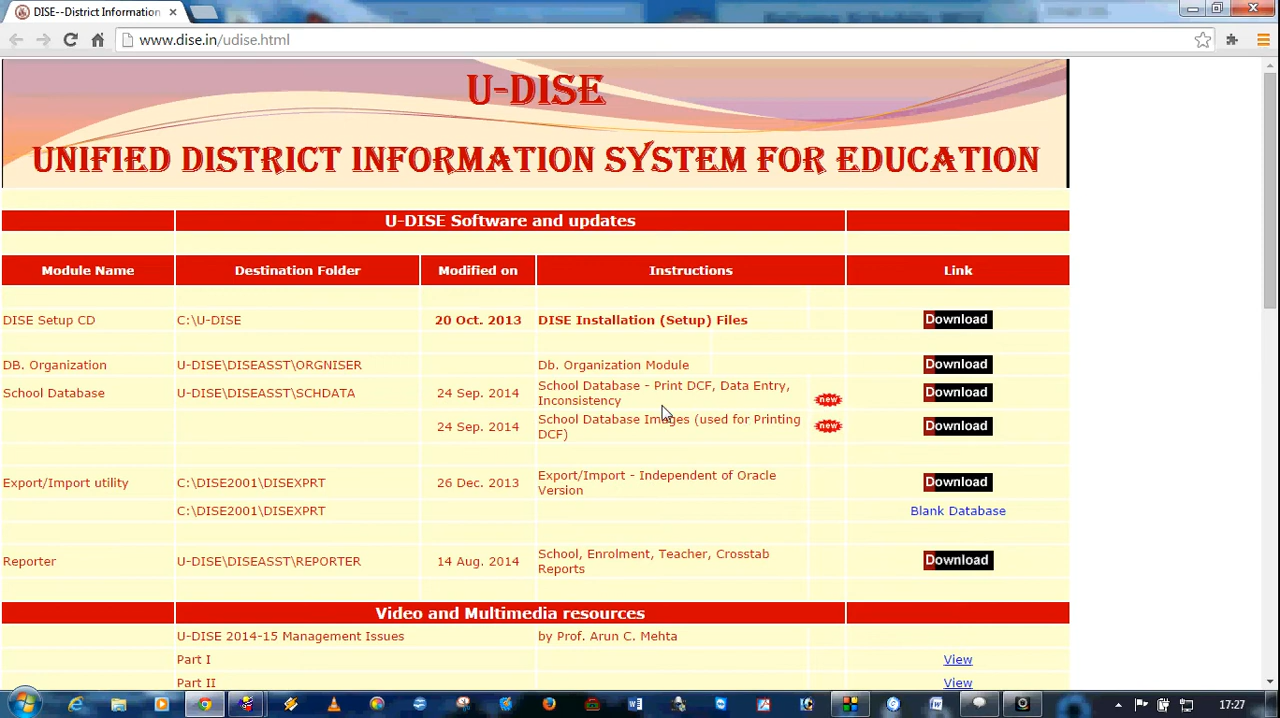 DISE--District Information
www.dise.in/udise.html
U-DISE
UNIFIED DISTRICT INFORMATION SYSTEM FOR EDUCATION
U-DISE Software and updates
Module Name Destination Folder Modified on Instructions Link
DISE Setup CD C:\U-DISE 20 Oct. 2013 DISE Installation (Setup) Files Download
DB. Organization U-DISE\DISEASST\ORGNISER Db. Organization Module Download
School Database U-DISE\DISEASST\SCHDATA 24 Sep. 2014 School Database - Print DCF, Data Entry, Inconsistency new Download
24 Sep. 2014 School Database Images (used for Printing DCF) new Download
Export/Import utility C:\DISE2001\DISEXPRT 26 Dec. 2013 Export/Import - Independent of Oracle Version Download
C:\DISE2001\DISEXPRT Blank Database
Reporter U-DISE\DISEASST\REPORTER 14 Aug. 2014 School, Enrolment, Teacher, Crosstab Reports Download
Video and Multimedia resources
U-DISE 2014-15 Management Issues by Prof. Arun C. Mehta
Part I View
Part II View
17:27